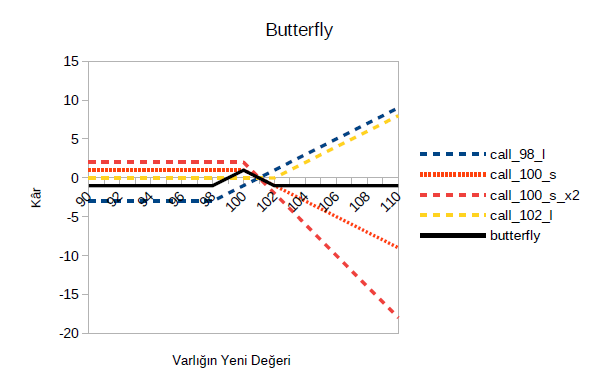 Butterfly
15
10
5
0
-5
-10
-15
-20
90 92 94 96 98 100 102 104 106 108 110
Kâr
Varlığın Yeni Değeri
call_98_l
call_100_s
call_100_s_x2
call_102_l
butterfly